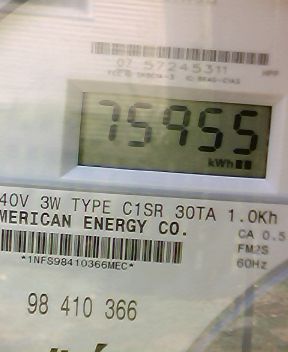 07 57245311
75955
kWh
40V 3W TYPE C1SR 30TA 1.0Kh
MERICAN ENERGY CO.
CA 0.5
FM2S
*1NFS98410366MEC*
60Hz
98 410 366